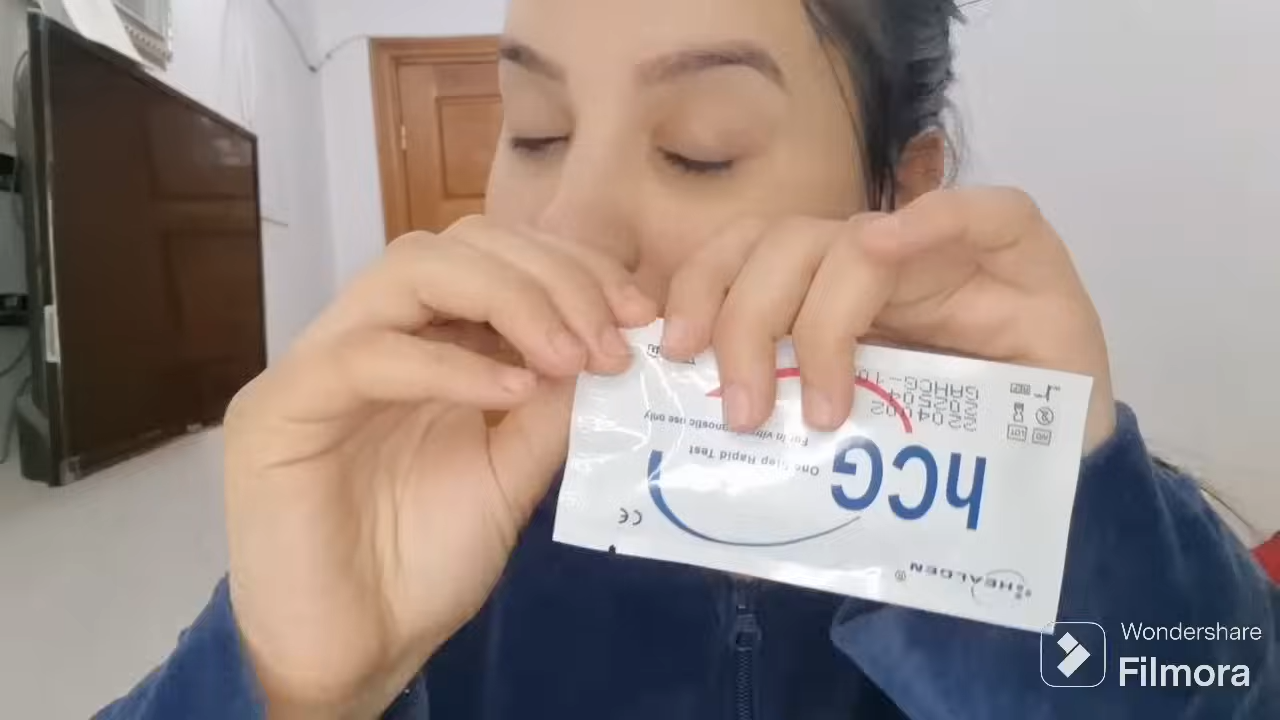 HEALGEN®
CE
hCG
One Step Rapid Test
For in vitro diagnostic use only
Wondershare
Filmora